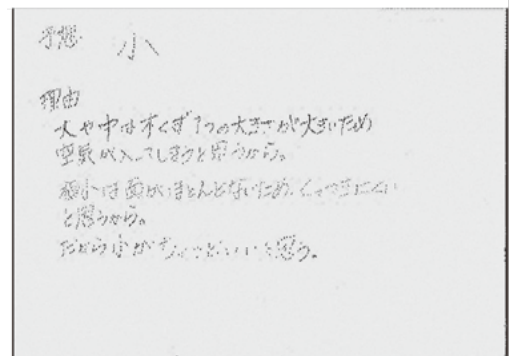 予想 小
理由
大や中は木くず1つの大きさが大きいため
空気が入ってしまうと思うから。
極小は面がほとんどないため、くっつきにくい
と思うから。
だから小がちょうどいいと思う。